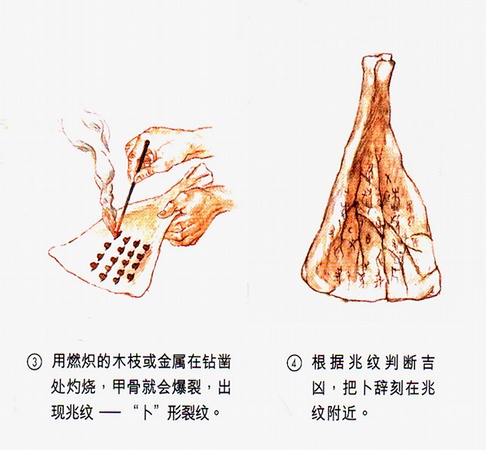 ③ 用燃炽的木枝或金属在钻凿
处灼烧，甲骨就会爆裂，出
现兆纹 —— “卜”形裂纹。
④ 根据兆纹判断吉
凶，把卜辞刻在兆
纹附近。